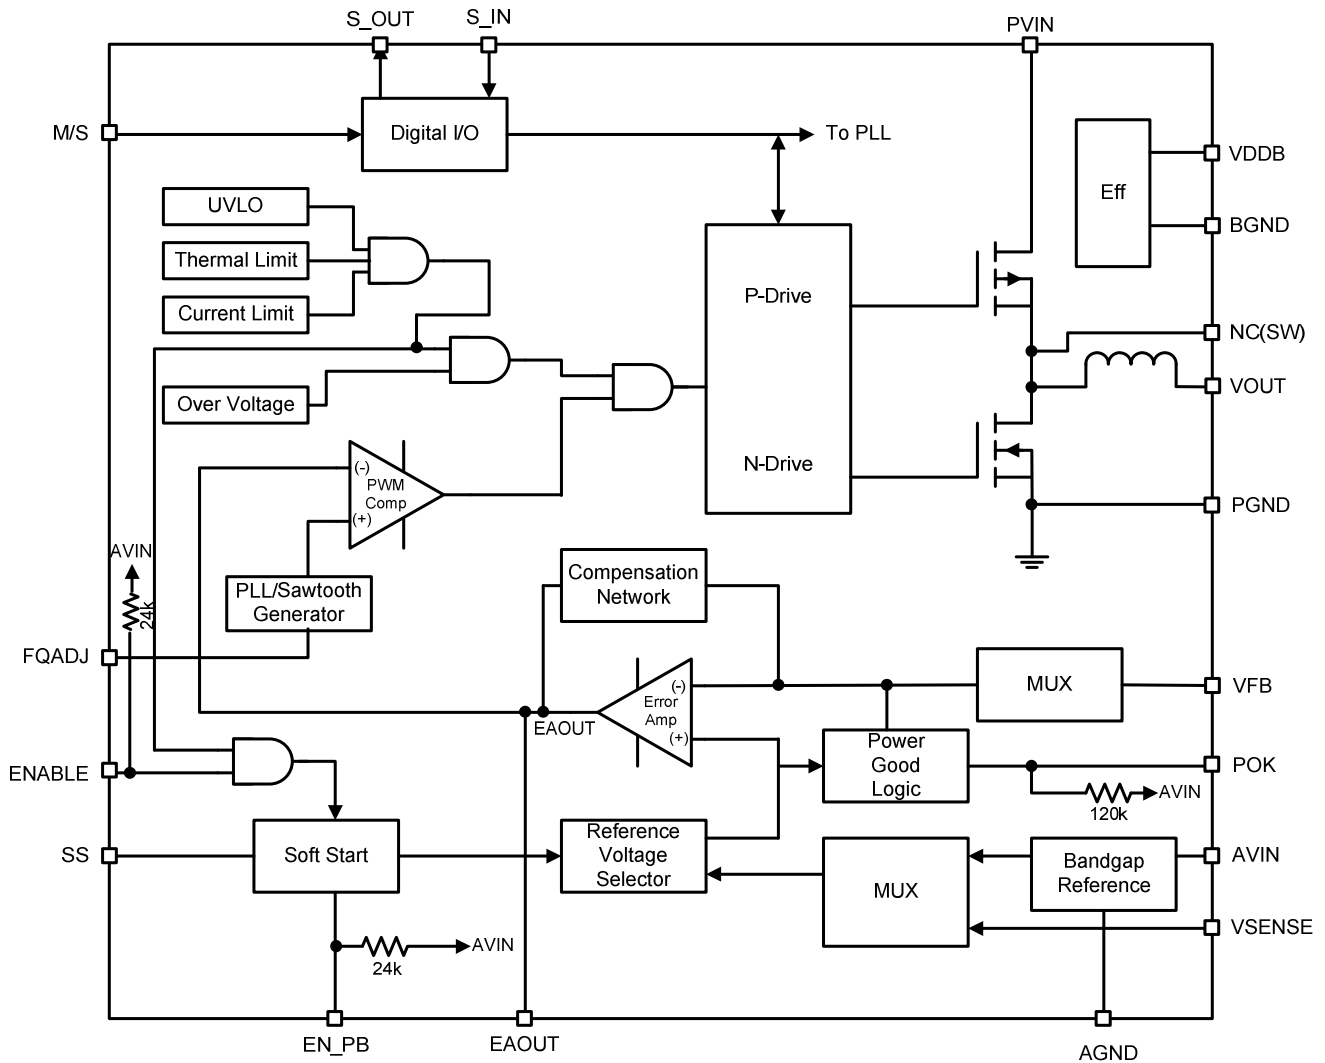 S_OUT
S_IN
PVIN
M/S
Digital I/O
To PLL
VDDB
Eff
UVLO
BGND
Thermal Limit
P-Drive
Current Limit
NC(SW)
VOUT
Over Voltage
(-)
PWM
Comp
(+)
N-Drive
PGND
AVIN
24k
PLL/Sawtooth
Generator
Compensation
Network
FQADJ
(-)
Error
Amp
(+)
MUX
VFB
EAOUT
Power
Good
Logic
POK
ENABLE
120k
AVIN
SS
Soft Start
Reference
Voltage
Selector
MUX
Bandgap
Reference
AVIN
VSENSE
24k
AVIN
EN_PB
EAOUT
AGND